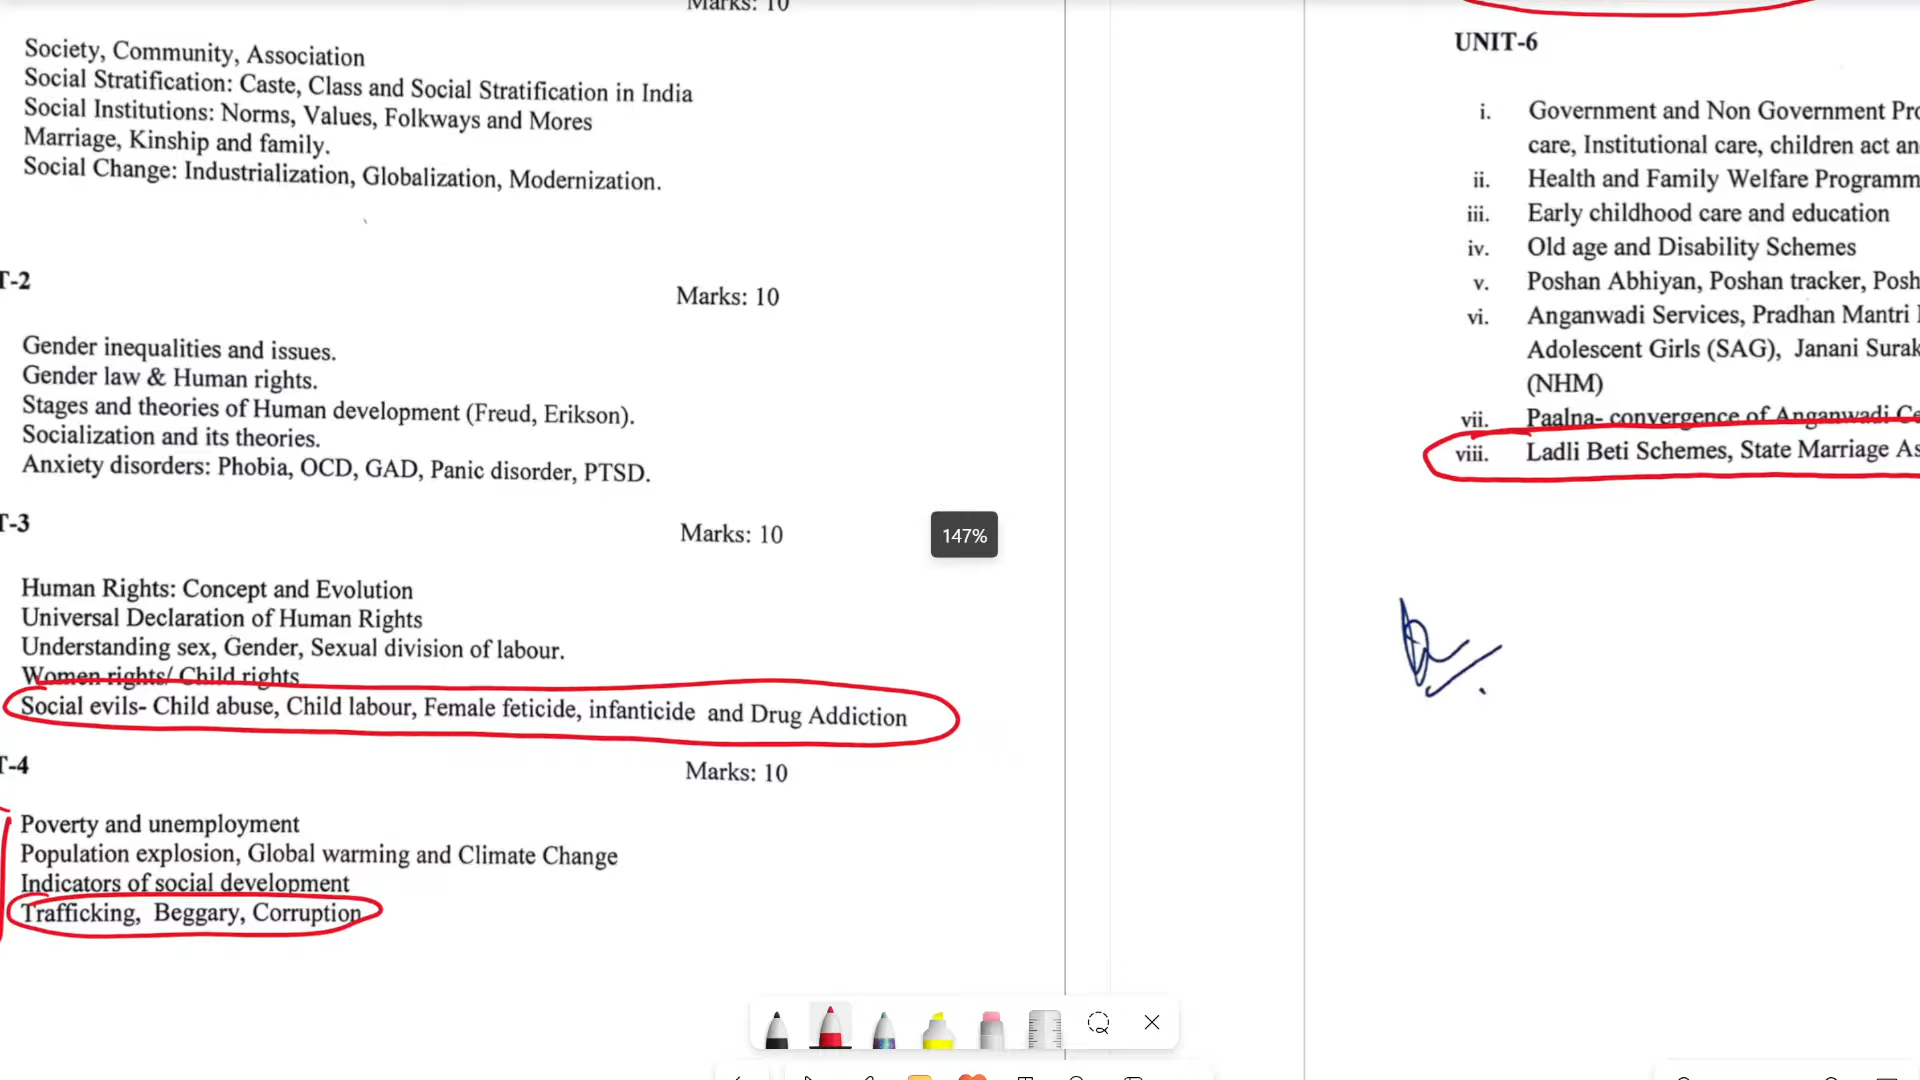 Marks: 10
Society, Community, Association
Social Stratification: Caste, Class and Social Stratification in India
Social Institutions: Norms, Values, Folkways and Mores
Marriage, Kinship and family.
Social Change: Industrialization, Globalization, Modernization.
T-2
Marks: 10
Gender inequalities and issues.
Gender law & Human rights.
Stages and theories of Human development (Freud, Erikson).
Socialization and its theories.
Anxiety disorders: Phobia, OCD, GAD, Panic disorder, PTSD.
T-3
Marks: 10
Human Rights: Concept and Evolution
Universal Declaration of Human Rights
Understanding sex, Gender, Sexual division of labour.
Women rights/ Child rights
Social evils- Child abuse, Child labour, Female feticide, infanticide and Drug Addiction
T-4
Marks: 10
Poverty and unemployment
Population explosion, Global warming and Climate Change
Indicators of social development
Trafficking, Beggary, Corruption
147%
UNIT-6
i. Government and Non Government Pro
care, Institutional care, children act an
ii. Health and Family Welfare Programm
iii. Early childhood care and education
iv. Old age and Disability Schemes
v. Poshan Abhiyan, Poshan tracker, Posh
vi. Anganwadi Services, Pradhan Mantri
Adolescent Girls (SAG), Janani Surak
(NHM)
vii. Paalna- convergence of Anganwadi Ce
viii. Ladli Beti Schemes, State Marriage As